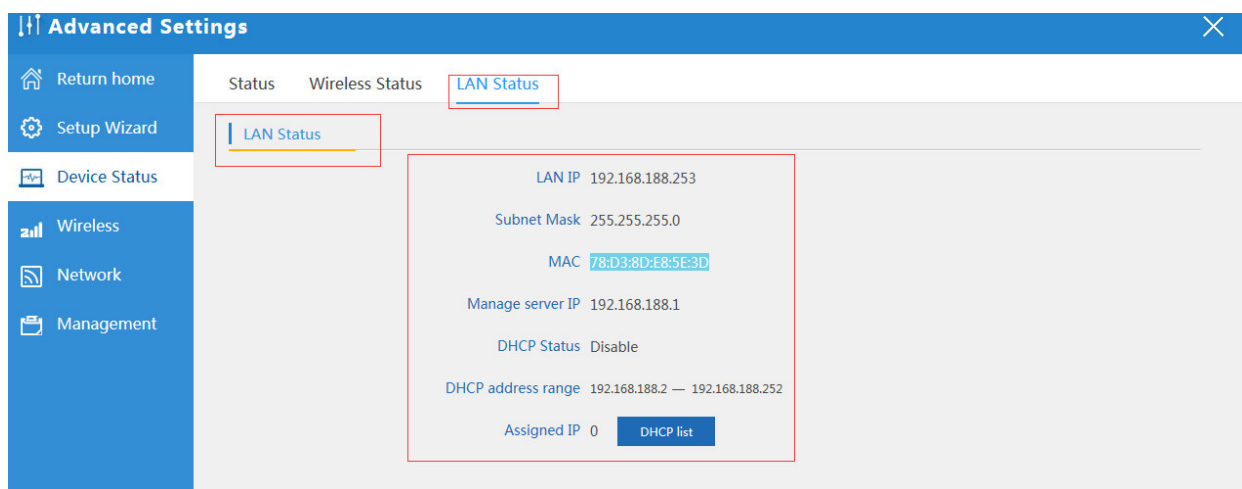 Advanced Settings
Return home
Setup Wizard
Device Status
Wireless
Network
Management
Status Wireless Status LAN Status
LAN Status
LAN IP 192.168.188.253
Subnet Mask 255.255.255.0
MAC 78:D3:8D:E8:5E:3D
Manage server IP 192.168.188.1
DHCP Status Disable
DHCP address range 192.168.188.2 — 192.168.188.252
Assigned IP 0 DHCP list